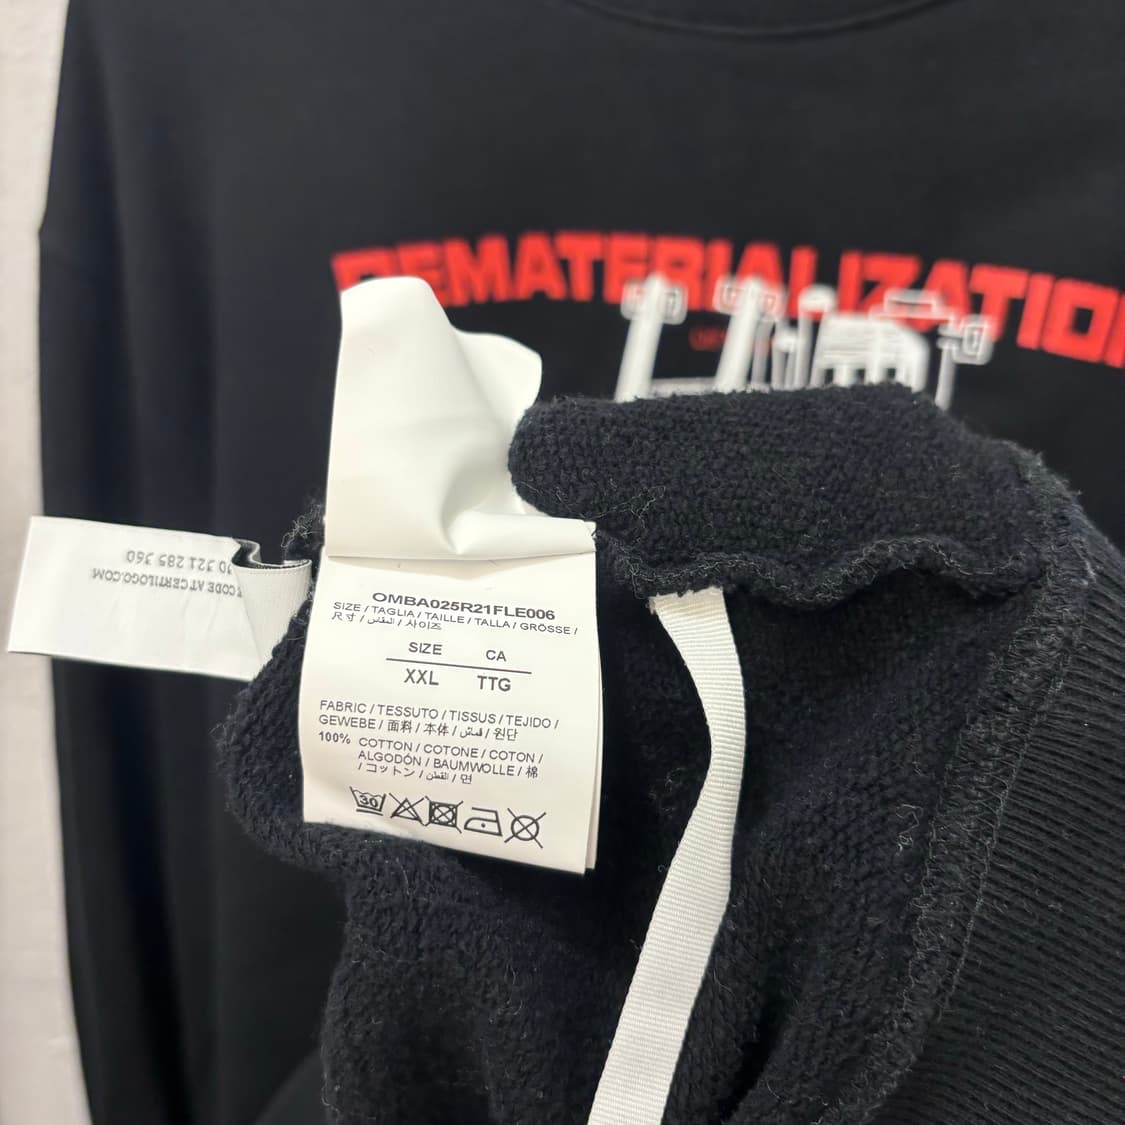 DEMATERIALIZATIO
CODE AT CERTILOGO.COM
30 321 285 360
OMBA025R21FLE006
SIZE / TAGLIA / TAILLE / TALLA / GRÖSSE /
尺寸 / المقاس / 사이즈
SIZE CA
XXL TTG
FABRIC / TESSUTO / TISSUS / TEJIDO /
GEWEBE / 面料 / 本体 / قماش / 원단
100% COTTON / COTONE / COTON /
ALGODÓN / BAUMWOLLE / 棉
/ コットン / القطن / 면
30